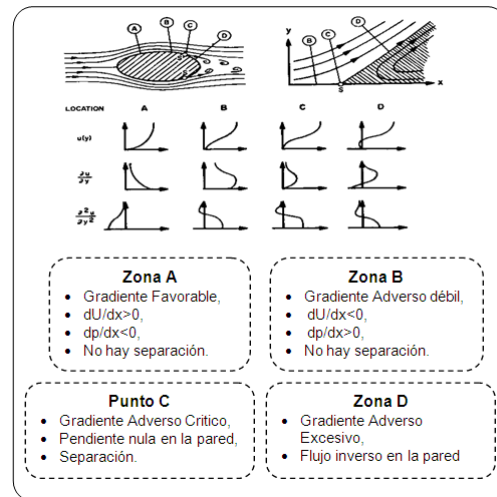 A B C D
y B C D
S x
LOCATION A B C D
u(y)
∂u
∂y
∂²u
∂y²
Zona A
• Gradiente Favorable,
• dU/dx>0,
• dp/dx<0,
• No hay separación.
Zona B
• Gradiente Adverso débil,
• dU/dx<0,
• dp/dx>0,
• No hay separación.
Punto C
• Gradiente Adverso Critico,
• Pendiente nula en la pared,
• Separación.
Zona D
• Gradiente Adverso
Excesivo,
• Flujo inverso en la pared